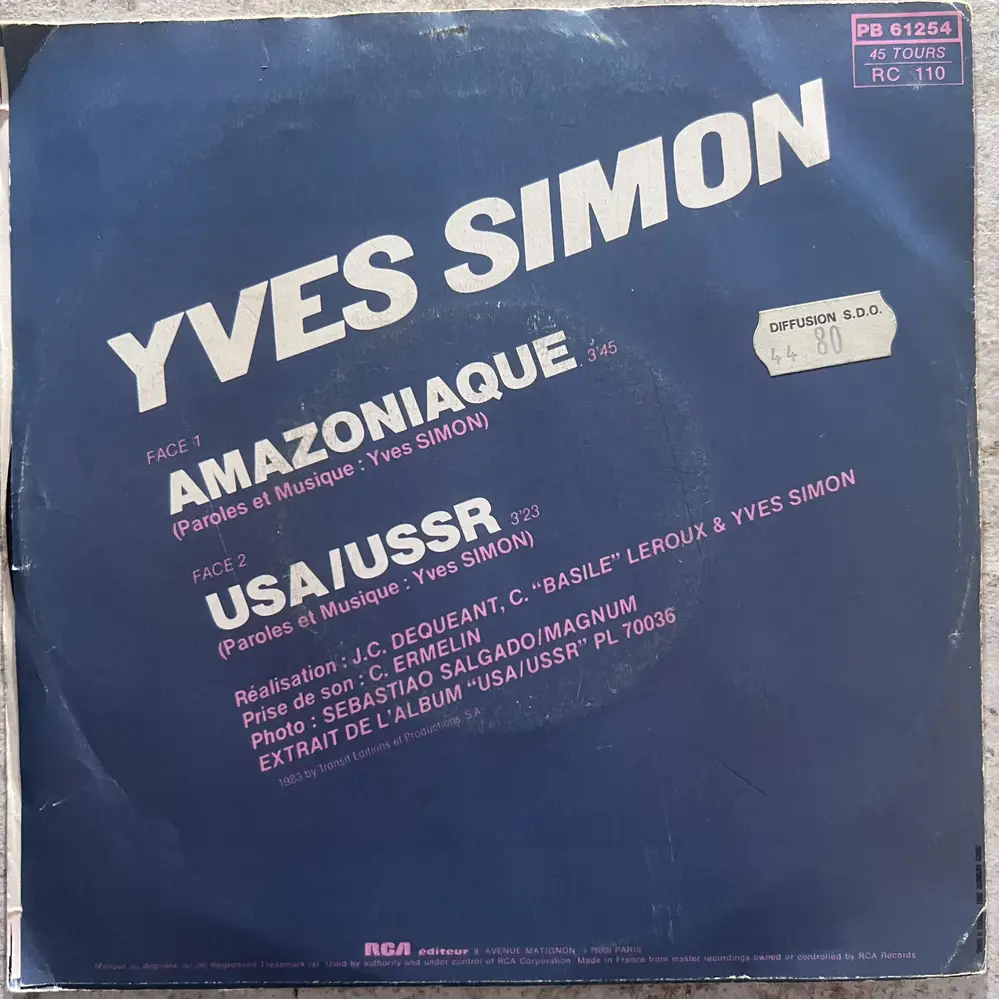 PB 61254
45 TOURS
RC 110
YVES SIMON
DIFFUSION S.D.O.
44 80
FACE 1
AMAZONIAQUE 3'45
(Paroles et Musique : Yves SIMON)
FACE 2
USA/USSR 3'23
(Paroles et Musique : Yves SIMON)
Réalisation : J.C. DEQUEANT, C. "BASILE" LEROUX & YVES SIMON
Prise de son : C. ERMELIN
Photo : SEBASTIAO SALGADO/MAGNUM
EXTRAIT DE L'ALBUM "USA/USSR" PL 70036
1983 by Transit Editions et Productions, S.A.
RCA éditeur 9, AVENUE MATIGNON - 75008 PARIS
Registered Trademark (s). Used by authority and under control of RCA Corporation. Made in France from master recordings owned or controlled by RCA Records